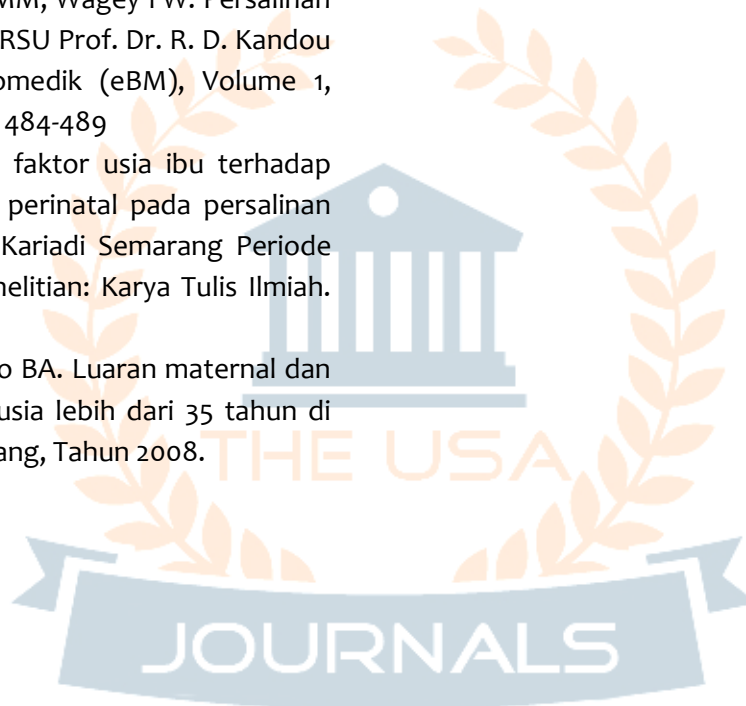 MM, Wagey FW. Persalinan
RSU Prof. Dr. R. D. Kandou
omedik (eBM), Volume 1,
484-489
faktor usia ibu terhadap
perinatal pada persalinan
Kariadi Semarang Periode
nelitian: Karya Tulis Ilmiah.
o BA. Luaran maternal dan
usia lebih dari 35 tahun di
ang, Tahun 2008.
THE USA
JOURNALS